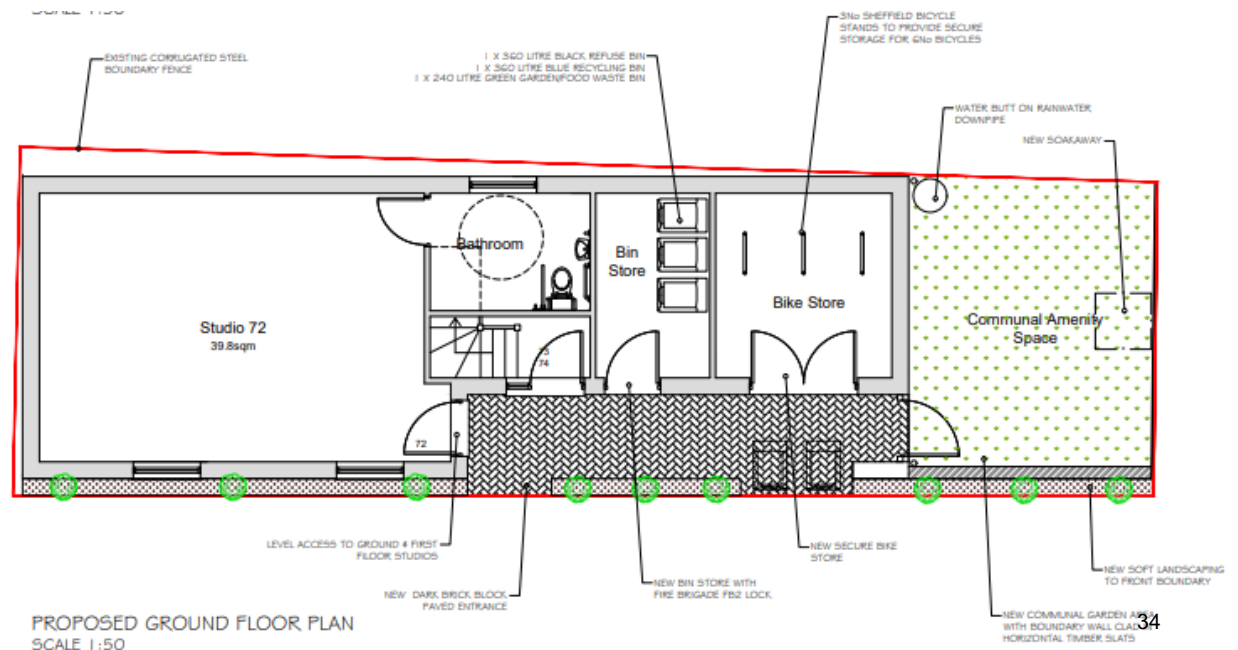 SCALE 1:50
EXISTING CORRUGATED STEEL
BOUNDARY FENCE
1 X 360 LITRE BLACK REFUSE BIN
1 X 360 LITRE BLUE RECYCLING BIN
1 X 240 LITRE GREEN GARDEN/FOOD WASTE BIN
3No SHEFFIELD BICYCLE
STANDS TO PROVIDE SECURE
STORAGE FOR 6No BICYCLES
WATER BUTT ON RAINWATER
DOWNPIPE
NEW SOAKAWAY
Bathroom
Bin
Store
Bike Store
Communal Amenity
Space
Studio 72
39.8sqm
73
74
72
LEVEL ACCESS TO GROUND & FIRST
FLOOR STUDIOS
NEW DARK BRICK BLOCK
PAVED ENTRANCE
NEW BIN STORE WITH
FIRE BRIGADE FB2 LOCK
NEW SECURE BIKE
STORE
NEW SOFT LANDSCAPING
TO FRONT BOUNDARY
NEW COMMUNAL GARDEN AREA
WITH BOUNDARY WALL CLAD IN
HORIZONTAL TIMBER SLATS
34
PROPOSED GROUND FLOOR PLAN
SCALE 1:50